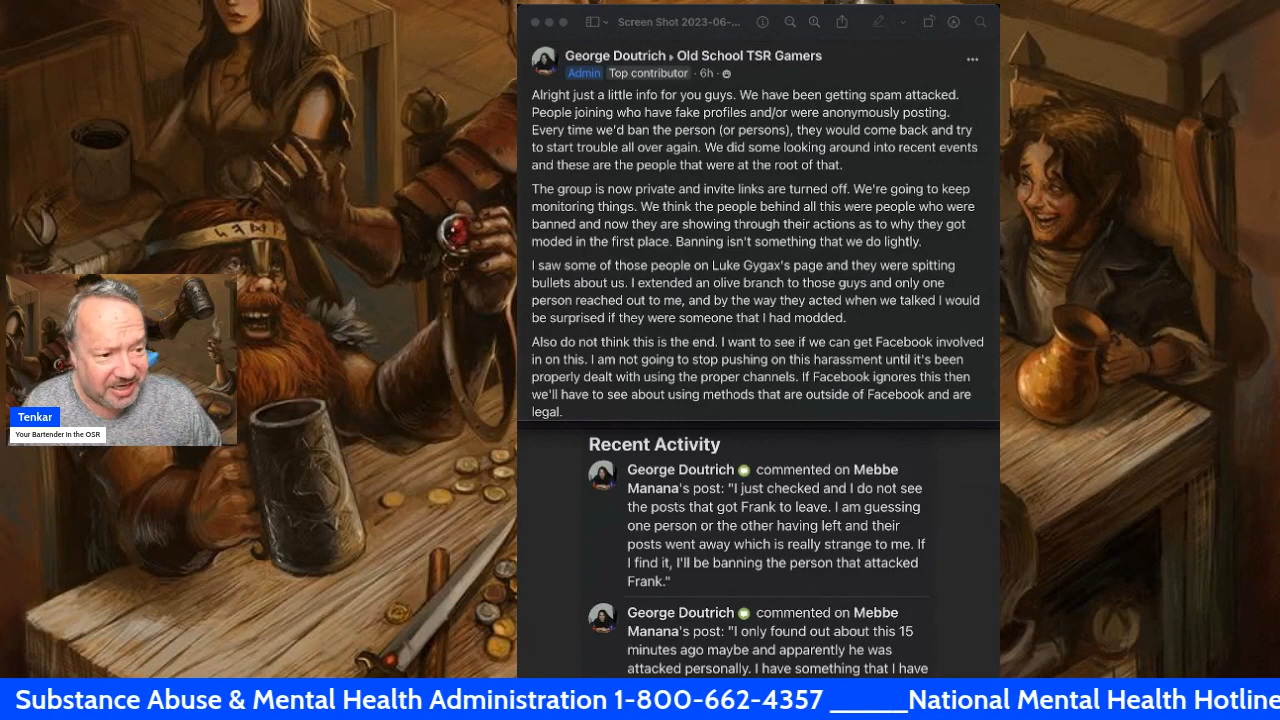 Screen Shot 2023-06-...
George Doutrich ▸ Old School TSR Gamers
Admin Top contributor · 6h ·
Alright just a little info for you guys. We have been getting spam attacked.
People joining who have fake profiles and/or were anonymously posting.
Every time we'd ban the person (or persons), they would come back and try
to start trouble all over again. We did some looking around into recent events
and these are the people that were at the root of that.
The group is now private and invite links are turned off. We're going to keep
monitoring things. We think the people behind all this were people who were
banned and now they are showing through their actions as to why they got
moded in the first place. Banning isn't something that we do lightly.
I saw some of those people on Luke Gygax's page and they were spitting
bullets about us. I extended an olive branch to those guys and only one
person reached out to me, and by the way they acted when we talked I would
be surprised if they were someone that I had modded.
Also do not think this is the end. I want to see if we can get Facebook involved
in on this. I am not going to stop pushing on this harassment until it's been
properly dealt with using the proper channels. If Facebook ignores this then
we'll have to see about using methods that are outside of Facebook and are
legal.
Recent Activity
George Doutrich commented on Mebbe
Manana's post: "I just checked and I do not see
the posts that got Frank to leave. I am guessing
one person or the other having left and their
posts went away which is really strange to me. If
I find it, I'll be banning the person that attacked
Frank."
George Doutrich commented on Mebbe
Manana's post: "I only found out about this 15
minutes ago maybe and apparently he was
attacked personally. I have something that I have
Tenkar
Your Bartender in the OSR
Substance Abuse & Mental Health Administration 1-800-662-4357 ______National Mental Health Hotline